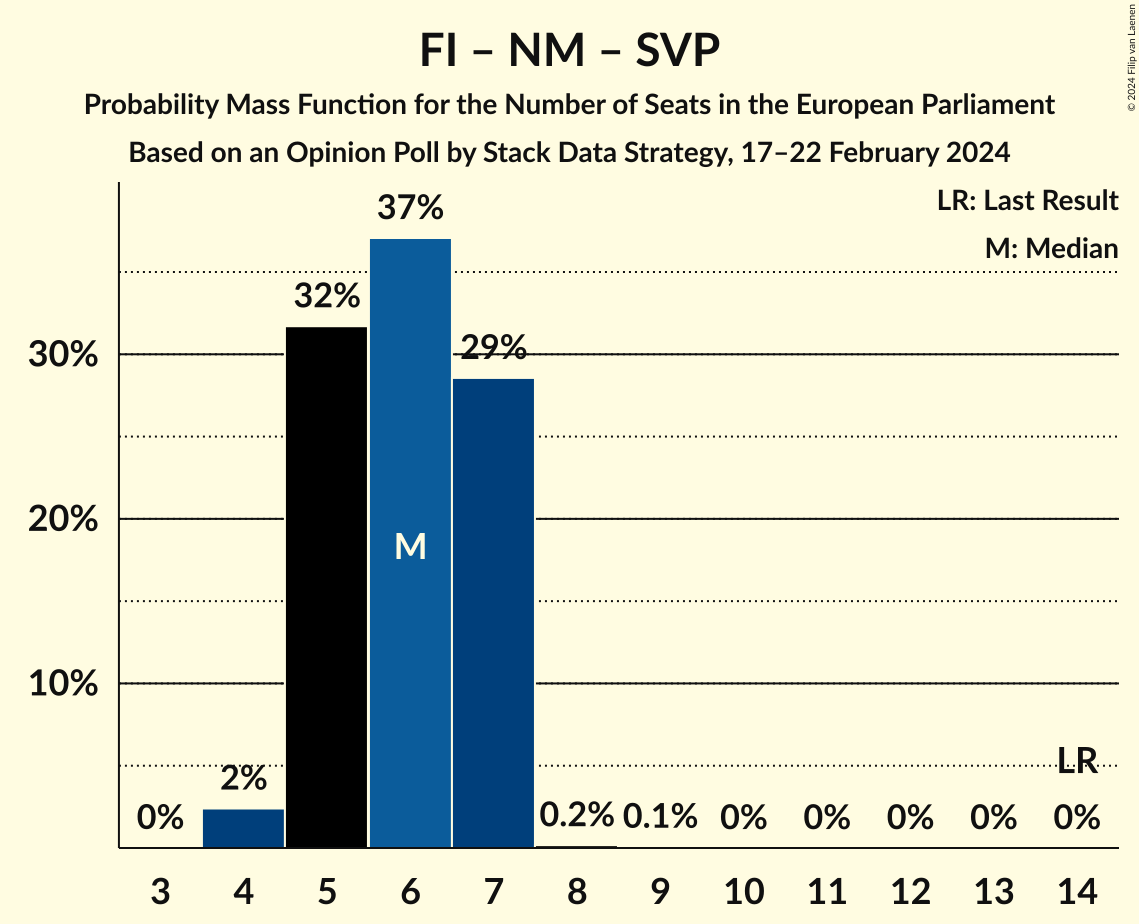 FI – NM – SVP
Probability Mass Function for the Number of Seats in the European Parliament
Based on an Opinion Poll by Stack Data Strategy, 17–22 February 2024
© 2024 Filip van Laenen
LR: Last Result
M: Median
37%
32%
29%
30%
20%
M
10%
LR
2%
0% 0.2% 0.1% 0% 0% 0% 0% 0%
3 4 5 6 7 8 9 10 11 12 13 14